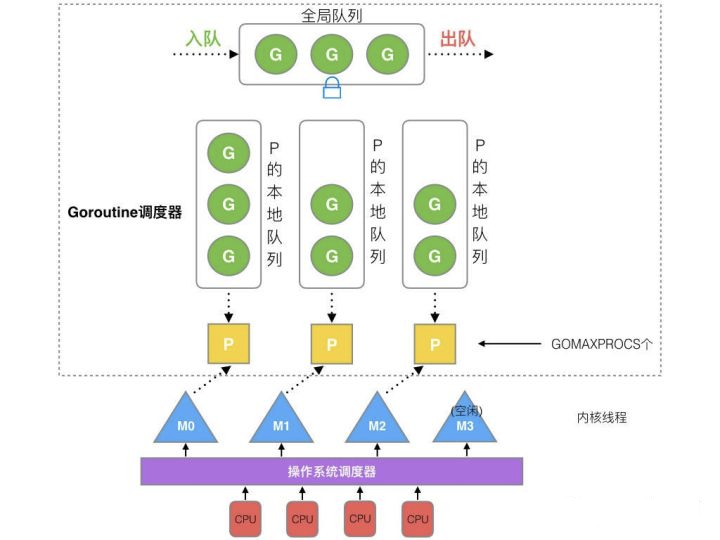 全局队列
入队
G G G
出队
G
G
G
P的本地队列
G
G
P的本地队列
G
G
P的本地队列
Goroutine调度器
P
P
P
GOMAXPROCS个
M0
M1
M2
(空闲)
M3
内核线程
操作系统调度器
CPU
CPU
CPU
CPU